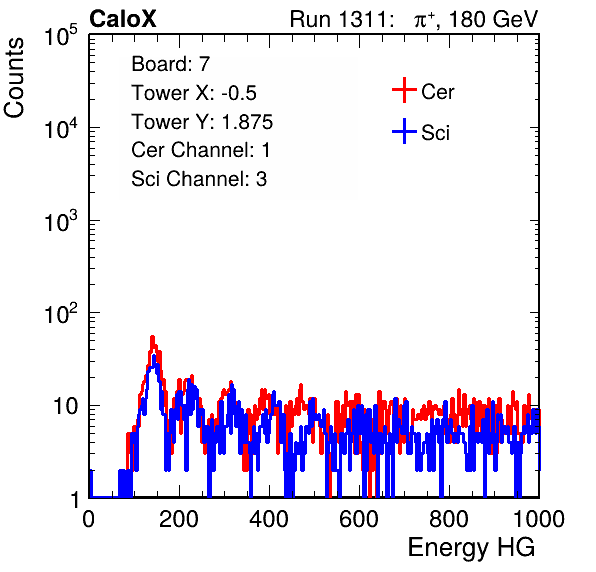 CaloX Run 1311: π⁺, 180 GeV
Board: 7
Tower X: -0.5
Tower Y: 1.875
Cer Channel: 1
Sci Channel: 3
Cer
Sci
Counts
10⁵
10⁴
10³
10²
10
1
0 200 400 600 800 1000
Energy HG